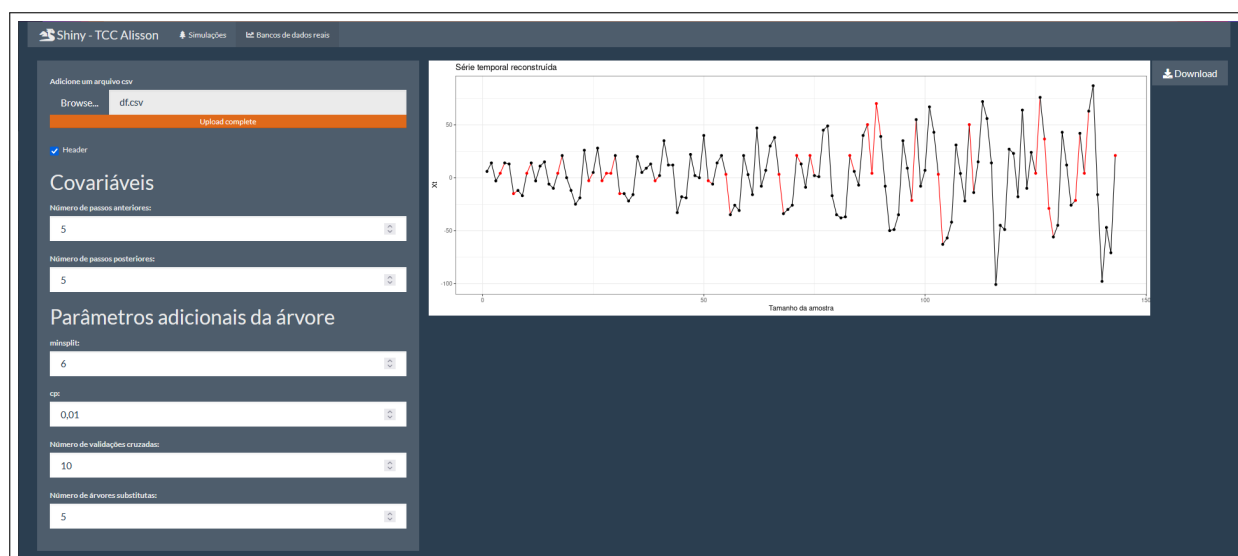 Shiny - TCC Alisson Simulações Bancos de dados reais
Adicione um arquivo csv
Browse... df.csv
Upload complete
Header
Covariáveis
Número de passos anteriores:
5
Número de passos posteriores:
5
Parâmetros adicionais da árvore
minsplit:
6
cp:
0,01
Número de validações cruzadas:
10
Número de árvores substitutas:
5
Série temporal reconstruída
50
0
-50
-100
Xt
0 50 100 150
Tamanho da amostra
Download